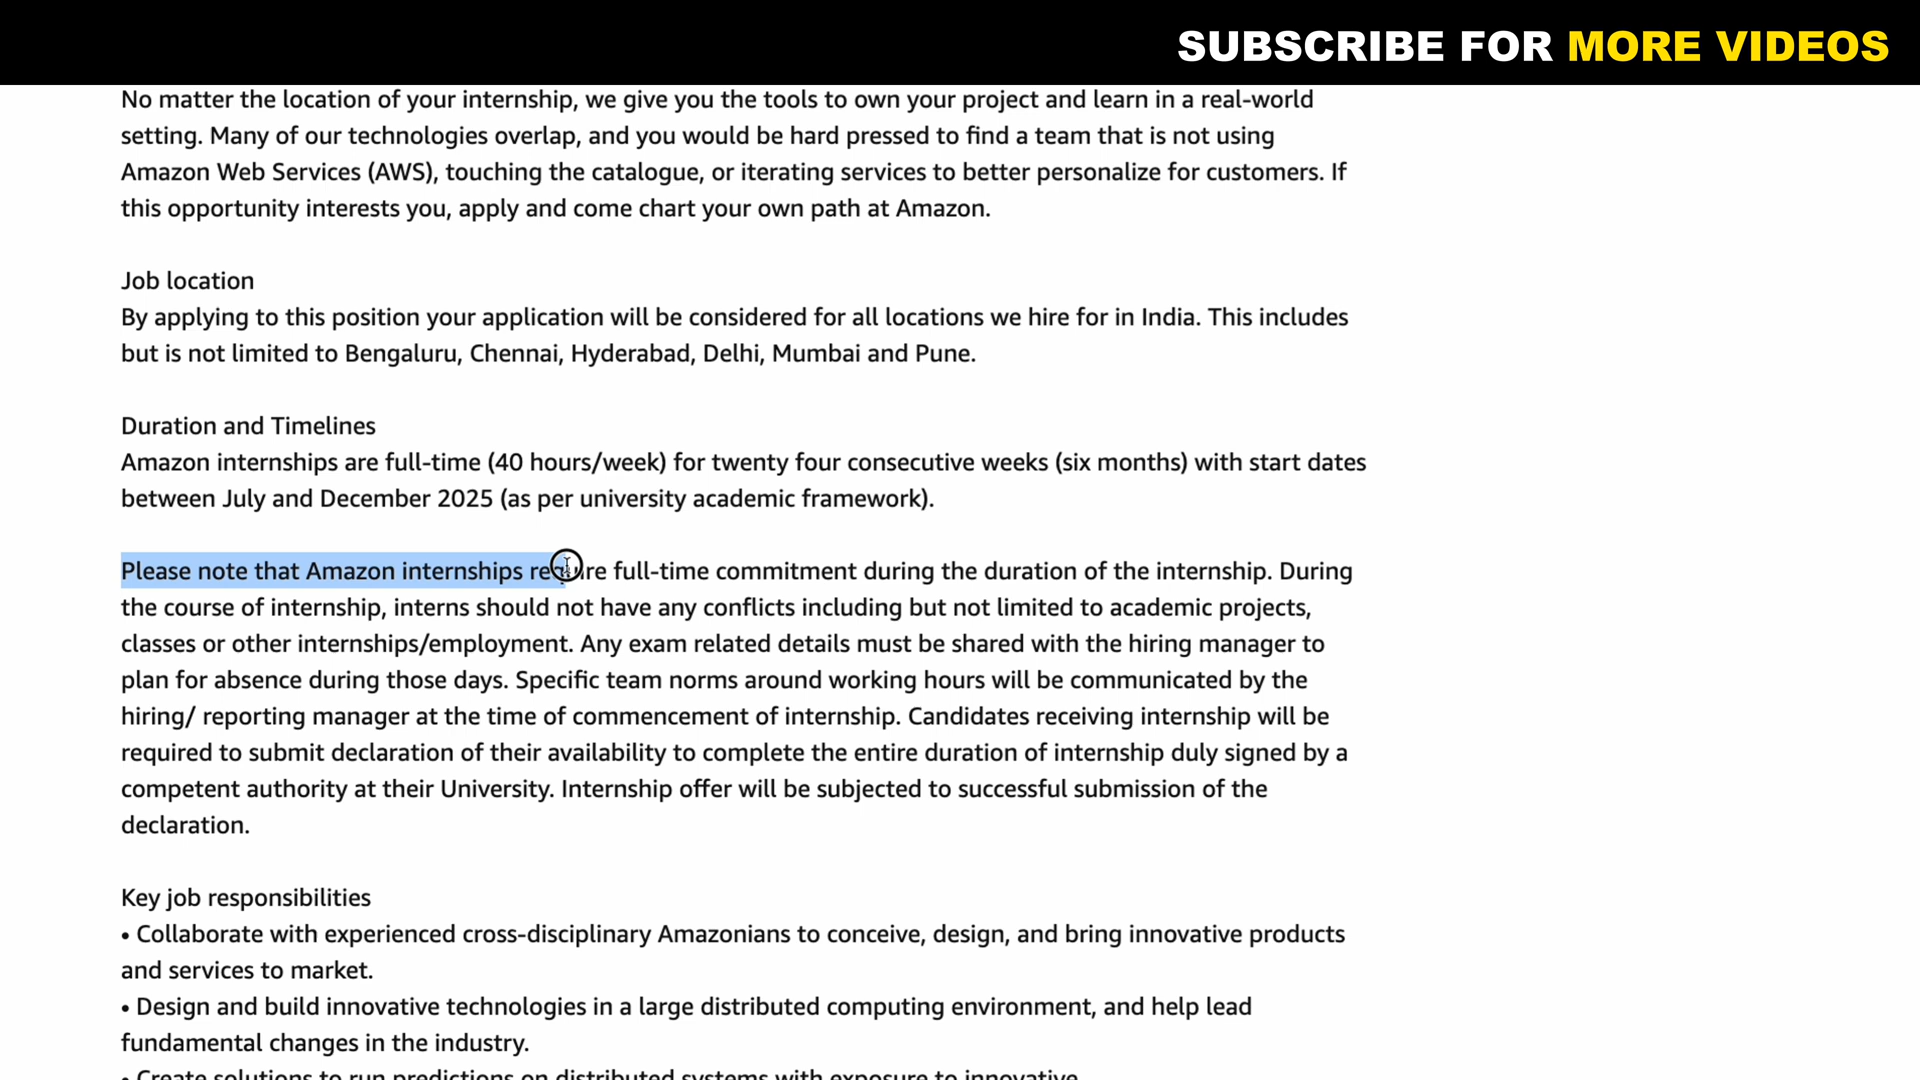 SUBSCRIBE FOR MORE VIDEOS
No matter the location of your internship, we give you the tools to own your project and learn in a real-world
setting. Many of our technologies overlap, and you would be hard pressed to find a team that is not using
Amazon Web Services (AWS), touching the catalogue, or iterating services to better personalize for customers. If
this opportunity interests you, apply and come chart your own path at Amazon.
Job location
By applying to this position your application will be considered for all locations we hire for in India. This includes
but is not limited to Bengaluru, Chennai, Hyderabad, Delhi, Mumbai and Pune.
Duration and Timelines
Amazon internships are full-time (40 hours/week) for twenty four consecutive weeks (six months) with start dates
between July and December 2025 (as per university academic framework).
Please note that Amazon internships require full-time commitment during the duration of the internship. During
the course of internship, interns should not have any conflicts including but not limited to academic projects,
classes or other internships/employment. Any exam related details must be shared with the hiring manager to
plan for absence during those days. Specific team norms around working hours will be communicated by the
hiring/ reporting manager at the time of commencement of internship. Candidates receiving internship will be
required to submit declaration of their availability to complete the entire duration of internship duly signed by a
competent authority at their University. Internship offer will be subjected to successful submission of the
declaration.
Key job responsibilities
• Collaborate with experienced cross-disciplinary Amazonians to conceive, design, and bring innovative products
and services to market.
• Design and build innovative technologies in a large distributed computing environment, and help lead
fundamental changes in the industry.
• Create solutions to run predictions on distributed systems with exposure to innovative